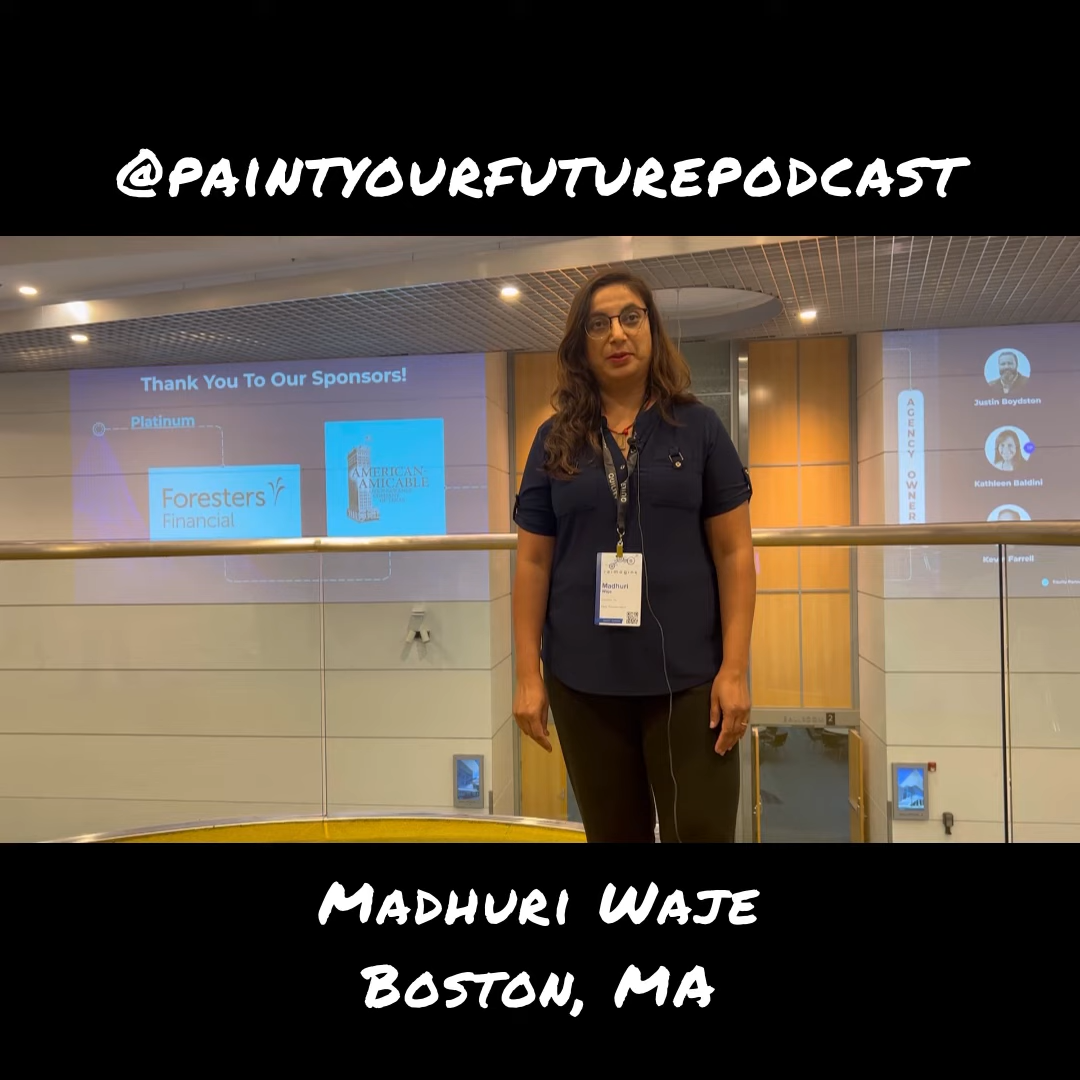 @PAINTYOURFUTUREPODCAST
Thank You To Our Sponsors!
Platinum
Foresters
Financial
AMERICAN-
AMICABLE
AGENCY OWNER
Justin Boydston
Kathleen Baldini
Farrell
Madhuri
MADHURI WAJE
BOSTON, MA